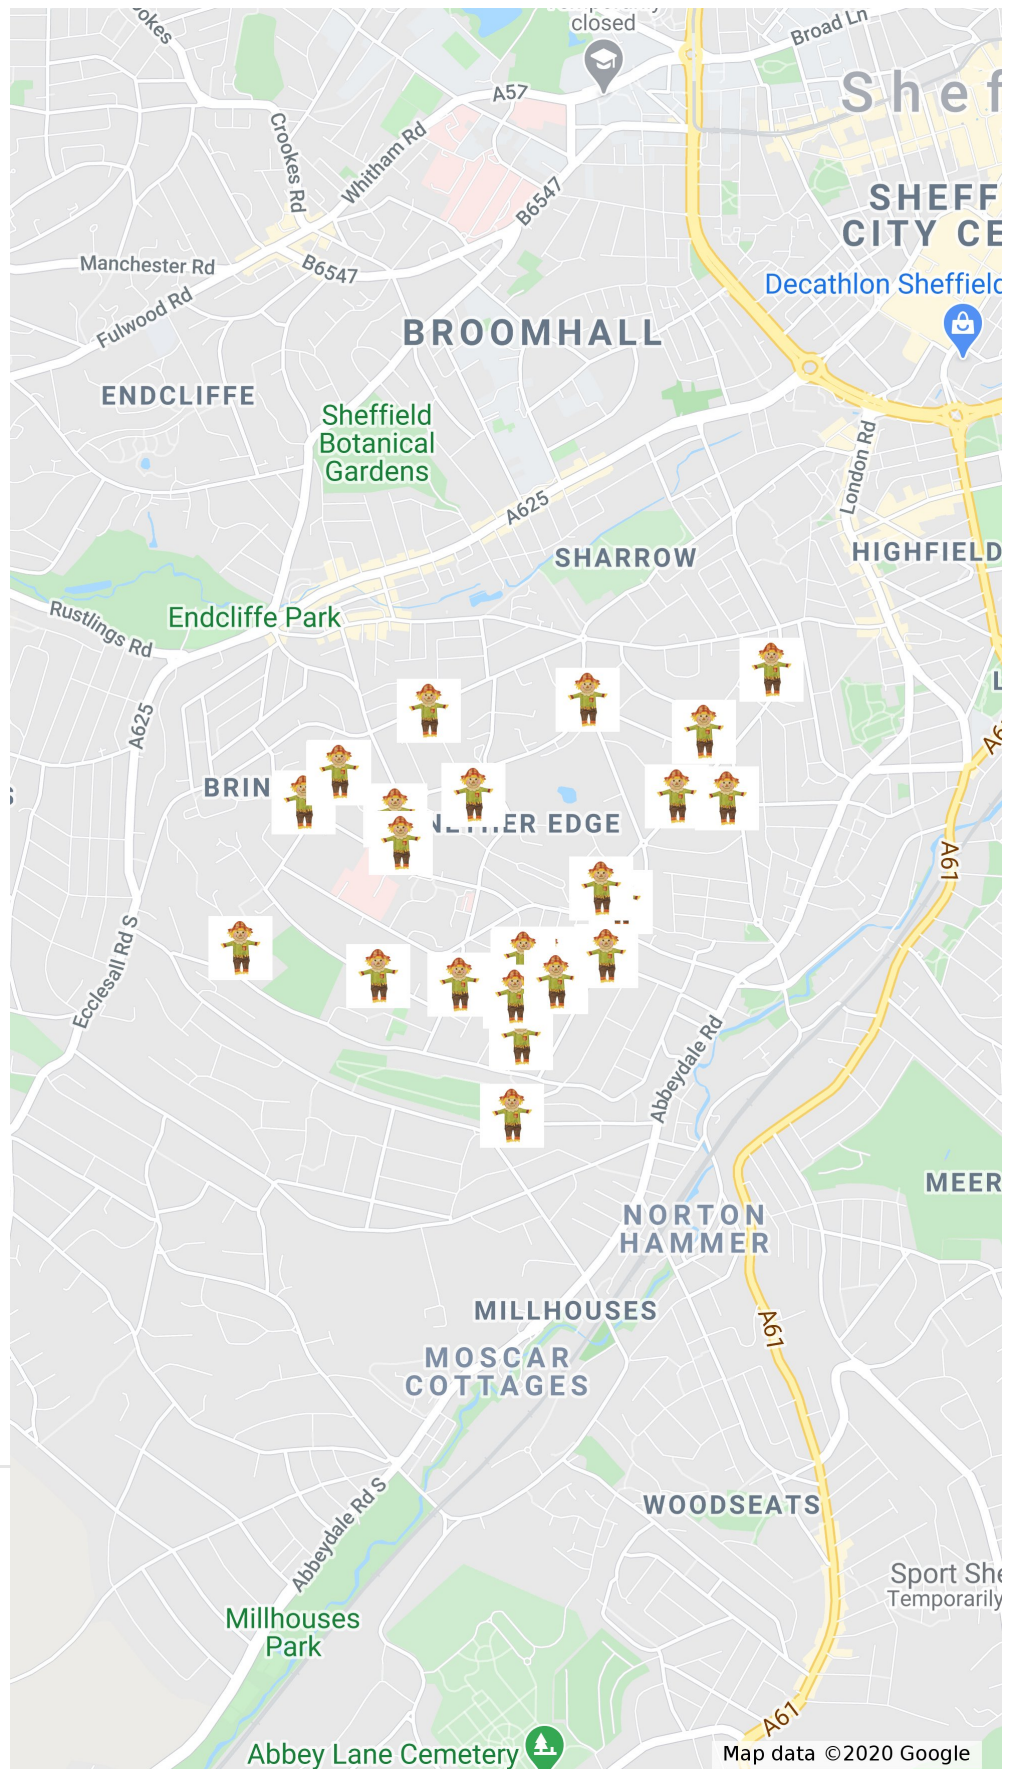 closed
Broad Ln
A57
Shef
Crookes Rd
Whitham Rd
B6547
SHEFF
CITY CE
Manchester Rd
B6547
Decathlon Sheffield
Fulwood Rd
BROOMHALL
ENDCLIFFE
Sheffield
Botanical
Gardens
London Rd
A625
SHARROW
HIGHFIELD
Endcliffe Park
Rustlings Rd
L
A625
A6
BRIN
NETHER EDGE
A61
Ecclesall Rd S
Abbeydale Rd
MEER
NORTON
HAMMER
MILLHOUSES
A61
MOSCAR
COTTAGES
WOODSEATS
Abbeydale Rd S
Sport She
Temporarily
Millhouses
Park
A61
Abbey Lane Cemetery
Map data ©2020 Google